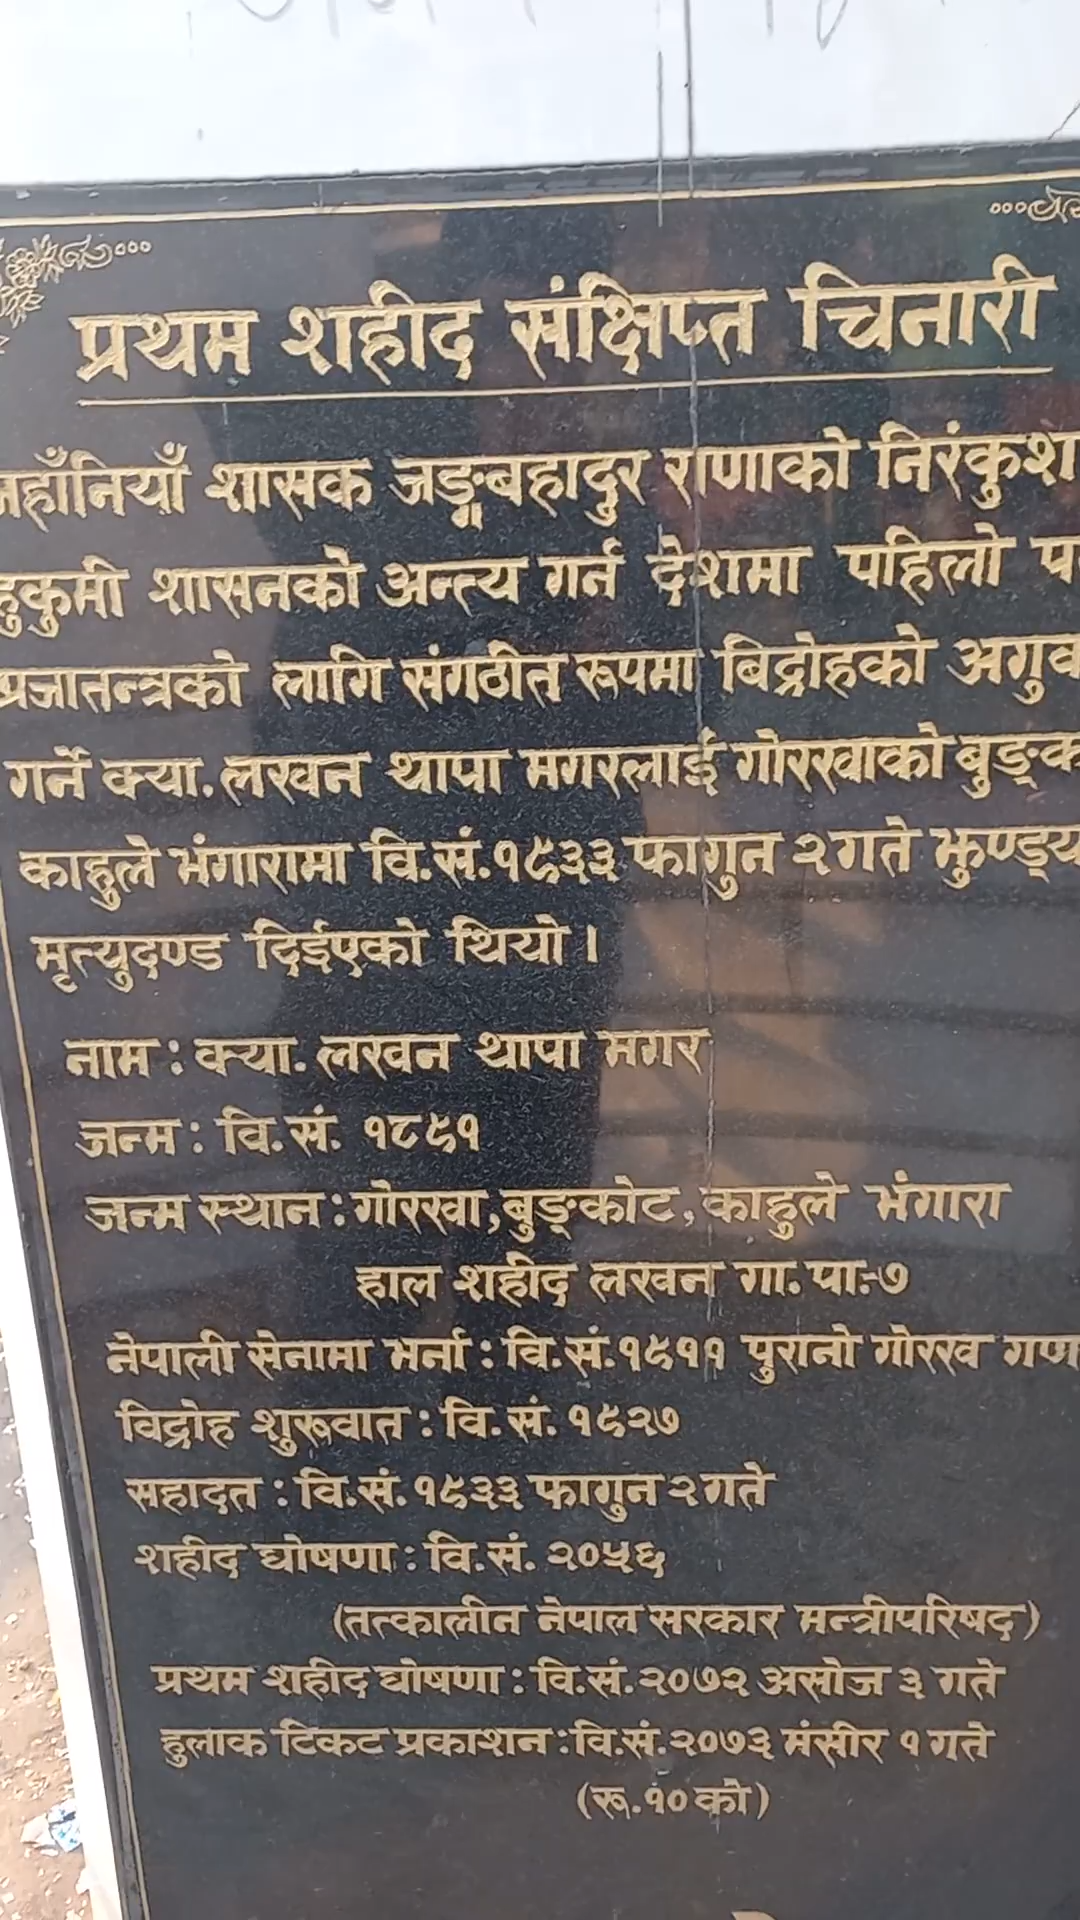 प्रथम शहीद संक्षिप्त चिनारी
शासक जङ्गबहादुर राणाको
हुकुमी शासनको अन्त्य गर्न देशमा पहिलो
प्रजातन्त्रको लागि संगठीत रूपमा बिद्रोहको
गर्ने क्या. लखन थापा मगरलाई गोरखाको
काहुले भंगारामा वि.सं.१९३३ फागुन २ गते
मृत्युदण्ड दिईएको थियो।
नाम : क्या. लखन थापा मगर
जन्म : वि.सं. १८९१
जन्म स्थान : गोरखा, बुङ्कोट, काहुले भंगारा
हाल शहीद लखन गा.पा.-७
नेपाली सेनामा भर्ना : वि.सं.१९११ पुरानो गोरख गण
विद्रोह शुरूवात : वि.सं. १९२७
सहादत : वि.सं.१९३३ फागुन २ गते
शहीद घोषणा : वि.सं. २०५६
(तत्कालीन नेपाल सरकार मन्त्रीपरिषद)
प्रथम शहीद घोषणा : वि.सं.२०७२ असोज ३ गते
हुलाक टिकट प्रकाशन : वि.सं.२०७३ मंसीर १ गते
(रू.१० को)